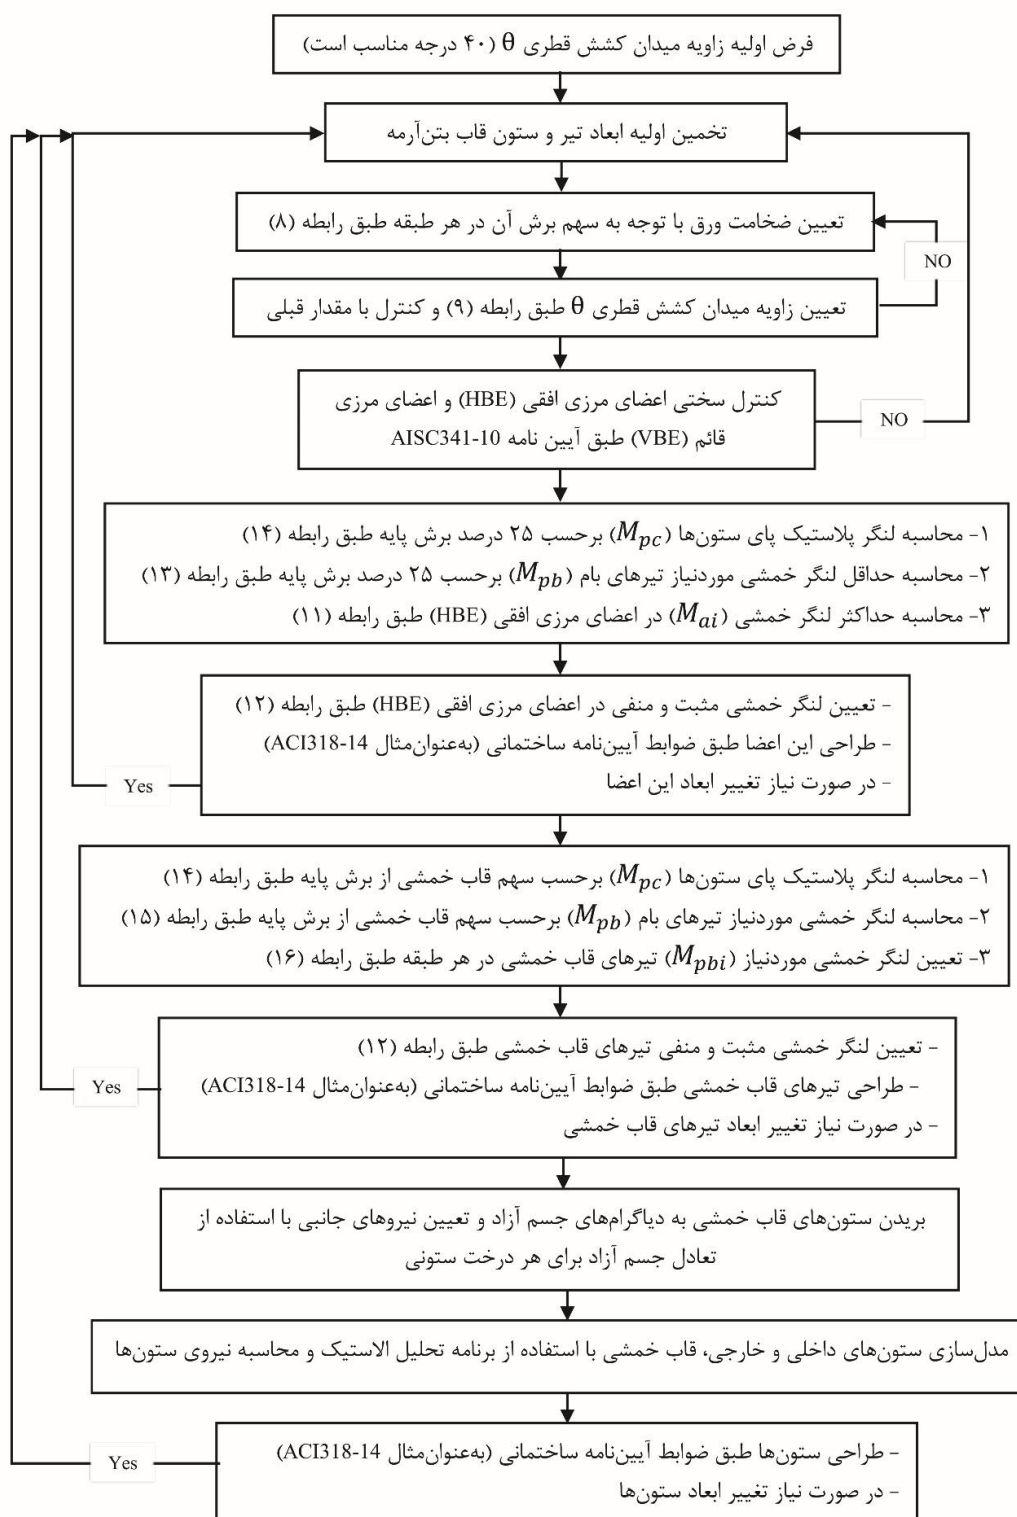 فرض اولیه زاویه میدان کشش قطری θ (۴۰ درجه مناسب است)
تخمین اولیه ابعاد تیر و ستون قاب بتن‌آرمه
تعیین ضخامت ورق با توجه به سهم برش آن در هر طبقه طبق رابطه (۸)
NO
تعیین زاویه میدان کشش قطری θ طبق رابطه (۹) و کنترل با مقدار قبلی
کنترل سختی اعضای مرزی افقی (HBE) و اعضای مرزی
قائم (VBE) طبق آیین نامه AISC341-10
NO
۱- محاسبه لنگر پلاستیک پای ستون‌ها (M_{pc}) برحسب ۲۵ درصد برش پایه طبق رابطه (۱۴)
۲- محاسبه حداقل لنگر خمشی موردنیاز تیرهای بام (M_{pb}) برحسب ۲۵ درصد برش پایه طبق رابطه (۱۳)
۳- محاسبه حداکثر لنگر خمشی (M_{ai}) در اعضای مرزی افقی (HBE) طبق رابطه (۱۱)
- تعیین لنگر خمشی مثبت و منفی در اعضای مرزی افقی (HBE) طبق رابطه (۱۲)
- طراحی این اعضا طبق ضوابط آیین‌نامه ساختمانی (به‌عنوان‌مثال ACI318-14)
- در صورت نیاز تغییر ابعاد این اعضا
Yes
۱- محاسبه لنگر پلاستیک پای ستون‌ها (M_{pc}) برحسب سهم قاب خمشی از برش پایه طبق رابطه (۱۴)
۲- محاسبه لنگر خمشی موردنیاز تیرهای بام (M_{pb}) برحسب سهم قاب خمشی از برش پایه طبق رابطه (۱۵)
۳- تعیین لنگر خمشی موردنیاز (M_{pbi}) تیرهای قاب خمشی در هر طبقه طبق رابطه (۱۶)
- تعیین لنگر خمشی مثبت و منفی تیرهای قاب خمشی طبق رابطه (۱۲)
- طراحی تیرهای قاب خمشی طبق ضوابط آیین‌نامه ساختمانی (به‌عنوان‌مثال ACI318-14)
- در صورت نیاز تغییر ابعاد تیرهای قاب خمشی
Yes
بریدن ستون‌های قاب خمشی به دیاگرام‌های جسم آزاد و تعیین نیروهای جانبی با استفاده از
تعادل جسم آزاد برای هر درخت ستونی
مدل‌سازی ستون‌های داخلی و خارجی، قاب خمشی با استفاده از برنامه تحلیل الاستیک و محاسبه نیروی ستون‌ها
- طراحی ستون‌ها طبق ضوابط آیین‌نامه ساختمانی (به‌عنوان‌مثال ACI318-14)
- در صورت نیاز تغییر ابعاد ستون‌ها
Yes